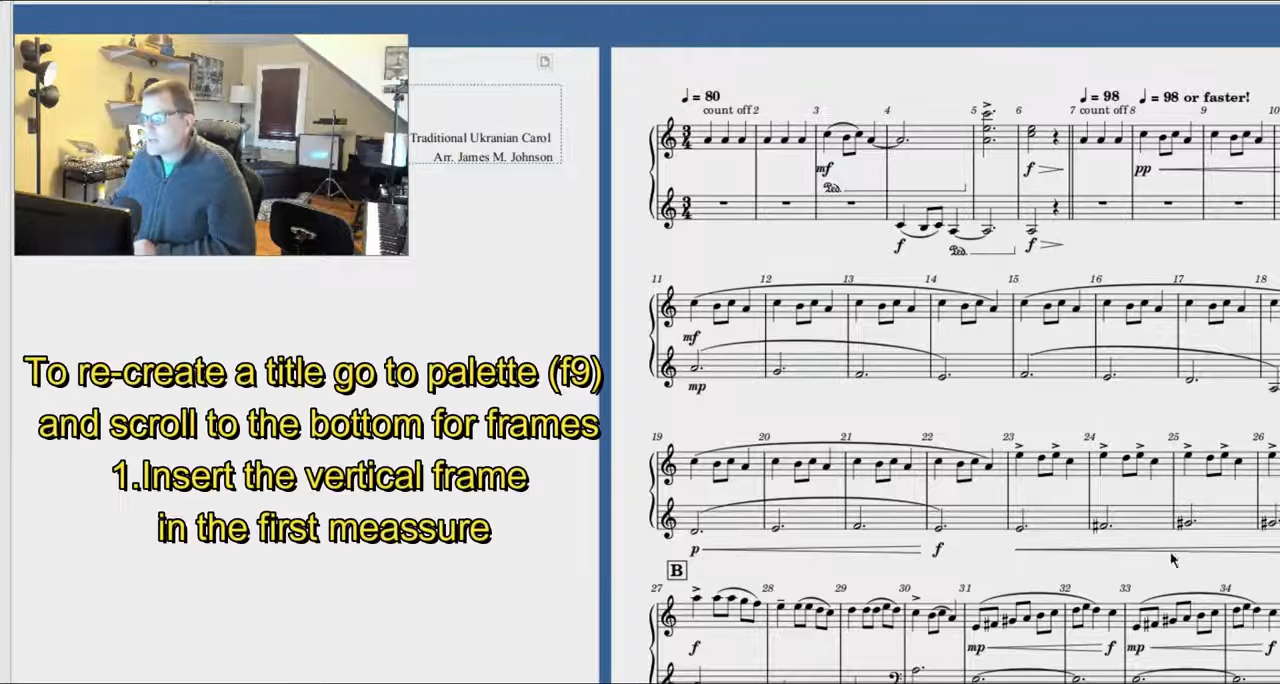 ♩ = 80
♩ = 98 ♩ = 98 or faster!
count off 2 3 4 5 6 7 count off 8 9 10
Traditional Ukranian Carol
Arr. James M. Johnson
mf f pp
Ped.
f Ped. f
11 12 13 14 15 16 17 18
mf
mp
To re-create a title go to palette (f9)
and scroll to the bottom for frames
1.Insert the vertical frame
in the first meassure
19 20 21 22 23 24 25 26
p f
B
27 28 29 30 31 32 33 34
f mp f mp f